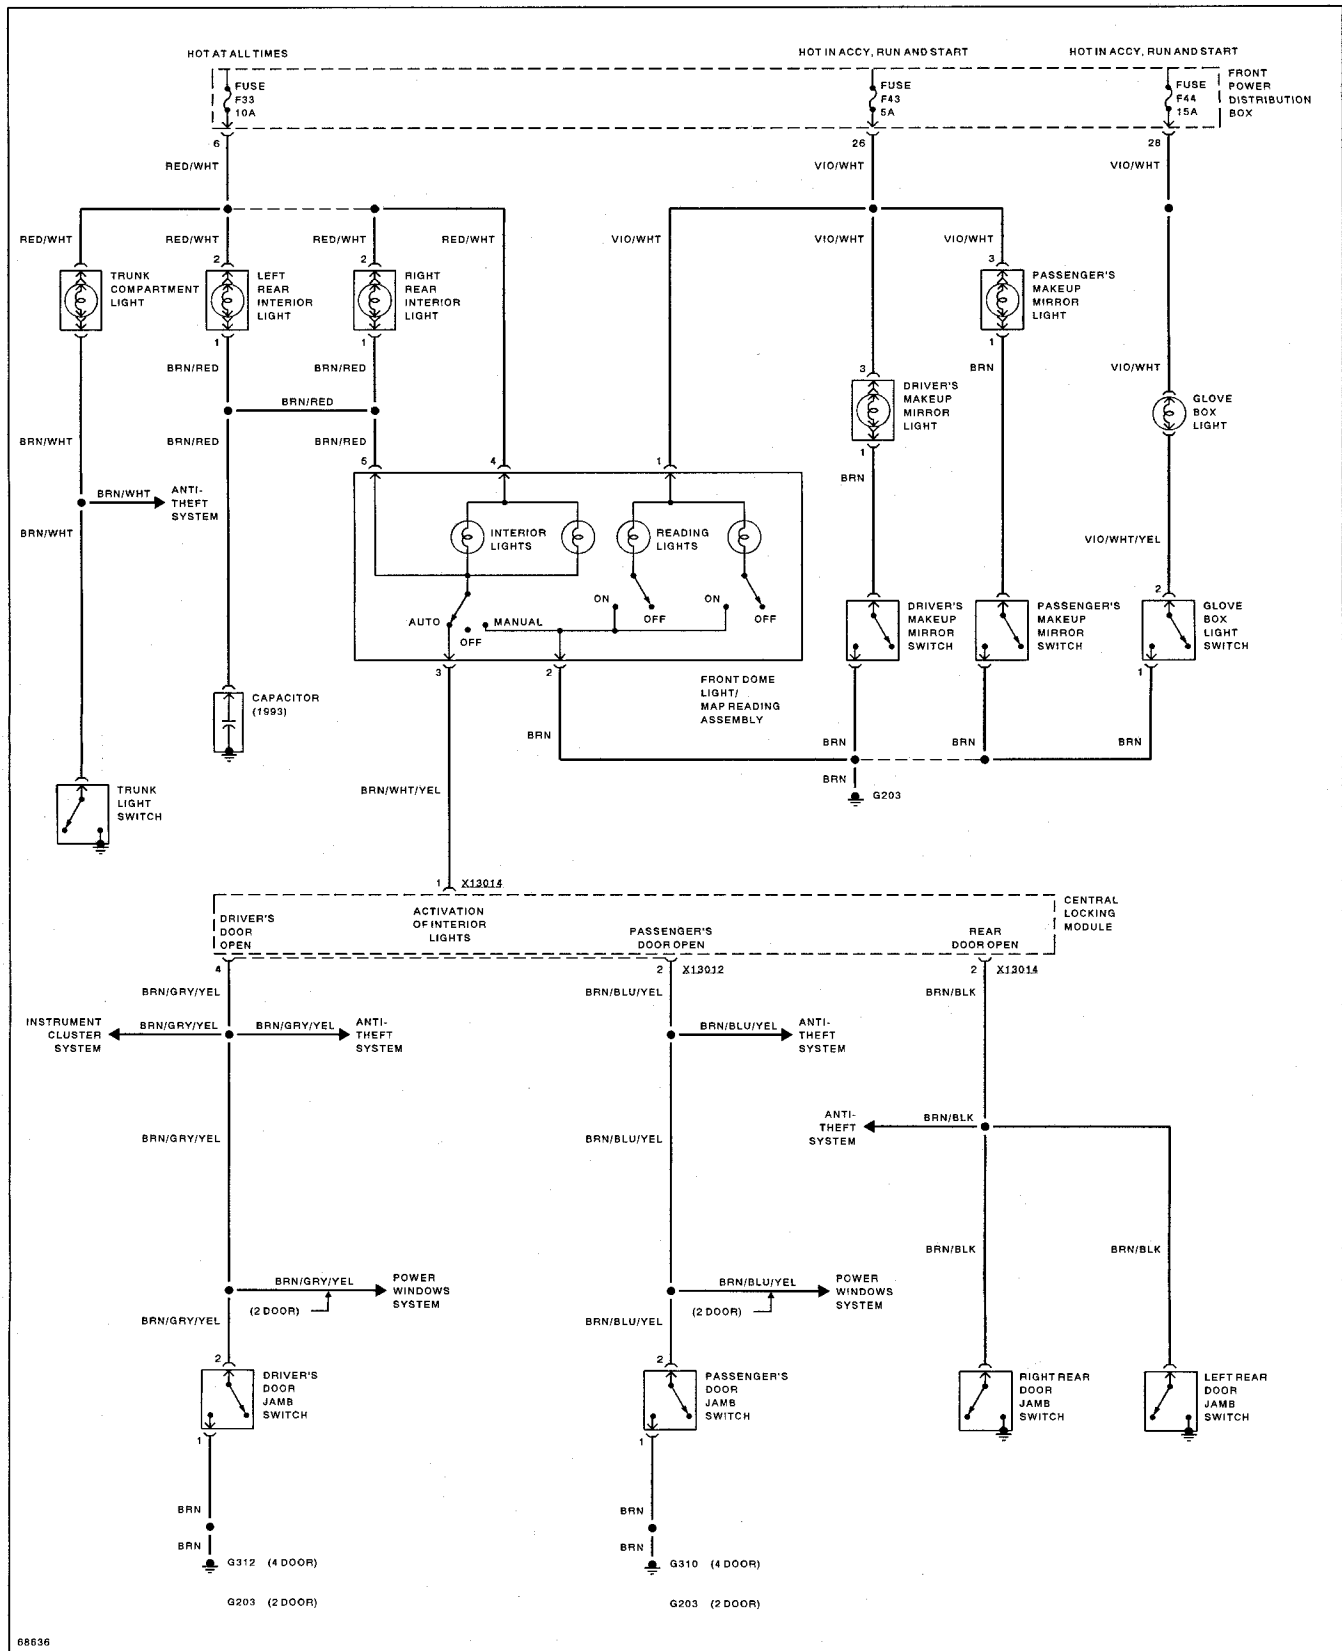 HOT AT ALL TIMES
HOT IN ACCY, RUN AND START
HOT IN ACCY, RUN AND START
FUSE
F33
10A
FUSE
F43
5A
FUSE
F44
15A
FRONT
POWER
DISTRIBUTION
BOX
6
26
28
RED/WHT
VIO/WHT
VIO/WHT
RED/WHT
RED/WHT
RED/WHT
RED/WHT
VIO/WHT
VIO/WHT
VIO/WHT
2
2
3
TRUNK
COMPARTMENT
LIGHT
LEFT
REAR
INTERIOR
LIGHT
RIGHT
REAR
INTERIOR
LIGHT
PASSENGER'S
MAKEUP
MIRROR
LIGHT
1
1
1
BRN/RED
BRN/RED
3
BRN
VIO/WHT
BRN/RED
DRIVER'S
MAKEUP
MIRROR
LIGHT
GLOVE
BOX
LIGHT
BRN/WHT
BRN/RED
BRN/RED
1
5
4
1
BRN
BRN/WHT
ANTI-
THEFT
SYSTEM
BRN/WHT
INTERIOR
LIGHTS
READING
LIGHTS
VIO/WHT/YEL
2
ON
ON
AUTO
OFF
MANUAL
OFF
OFF
DRIVER'S
MAKEUP
MIRROR
SWITCH
PASSENGER'S
MAKEUP
MIRROR
SWITCH
GLOVE
BOX
LIGHT
SWITCH
3
2
1
CAPACITOR
(1993)
FRONT DOME
LIGHT/
MAP READING
ASSEMBLY
BRN
BRN
BRN
BRN
BRN
G203
BRN/WHT/YEL
TRUNK
LIGHT
SWITCH
1 X13014
DRIVER'S
DOOR
OPEN
ACTIVATION
OF INTERIOR
LIGHTS
PASSENGER'S
DOOR OPEN
REAR
DOOR OPEN
CENTRAL
LOCKING
MODULE
4
2 X13012
2 X13014
BRN/GRY/YEL
BRN/BLU/YEL
BRN/BLK
INSTRUMENT
CLUSTER
SYSTEM
BRN/GRY/YEL
BRN/GRY/YEL
ANTI-
THEFT
SYSTEM
BRN/BLU/YEL
ANTI-
THEFT
SYSTEM
ANTI-
THEFT
SYSTEM
BRN/BLK
BRN/GRY/YEL
BRN/BLU/YEL
BRN/BLK
BRN/BLK
BRN/GRY/YEL
(2 DOOR)
POWER
WINDOWS
SYSTEM
BRN/BLU/YEL
(2 DOOR)
POWER
WINDOWS
SYSTEM
BRN/GRY/YEL
BRN/BLU/YEL
2
2
DRIVER'S
DOOR
JAMB
SWITCH
PASSENGER'S
DOOR
JAMB
SWITCH
RIGHT REAR
DOOR
JAMB
SWITCH
LEFT REAR
DOOR
JAMB
SWITCH
1
1
BRN
BRN
BRN
BRN
G312 (4 DOOR)
G310 (4 DOOR)
G203 (2 DOOR)
G203 (2 DOOR)
68636